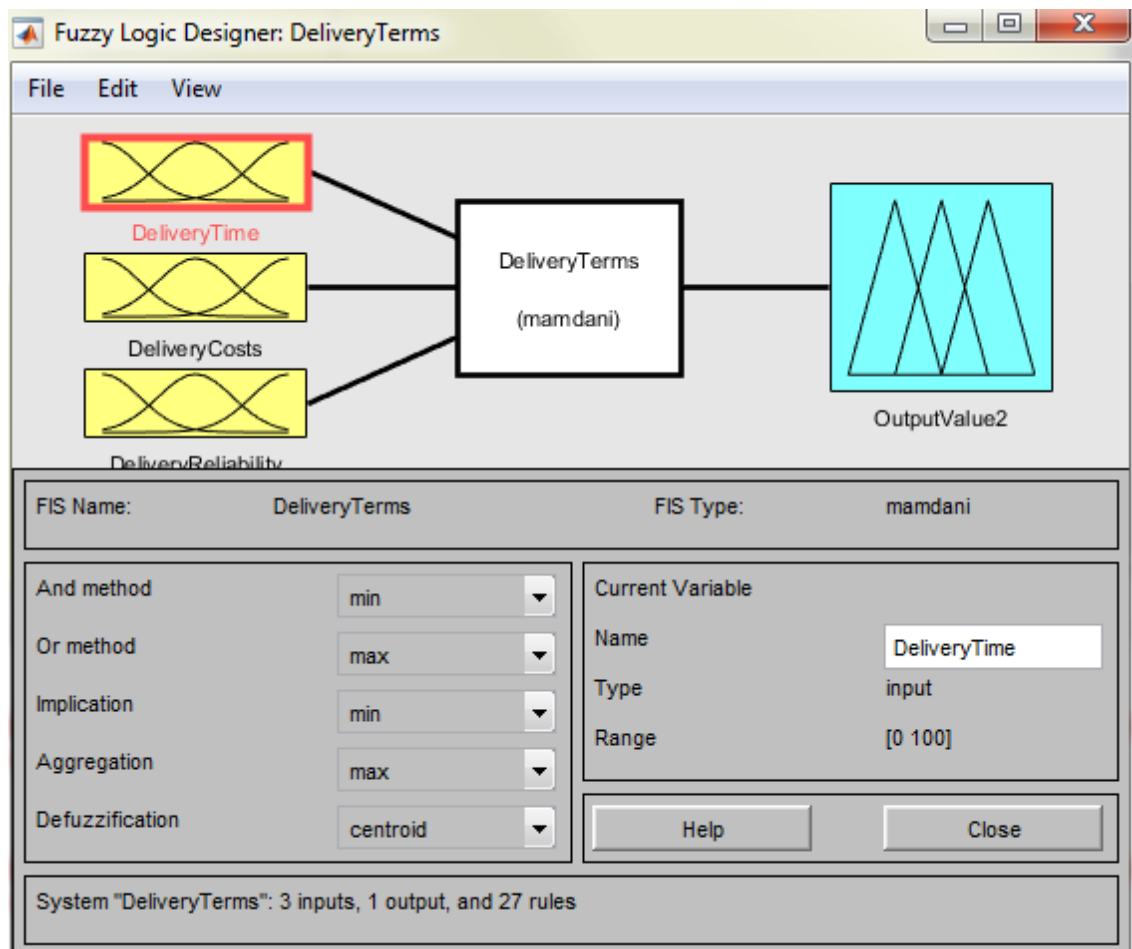 Fuzzy Logic Designer: DeliveryTerms
File Edit View
DeliveryTime
DeliveryCosts
DeliveryReliability
DeliveryTerms
(mamdani)
OutputValue2
FIS Name: DeliveryTerms FIS Type: mamdani
And method min
Or method max
Implication min
Aggregation max
Defuzzification centroid
Current Variable
Name DeliveryTime
Type input
Range [0 100]
Help Close
System "DeliveryTerms": 3 inputs, 1 output, and 27 rules